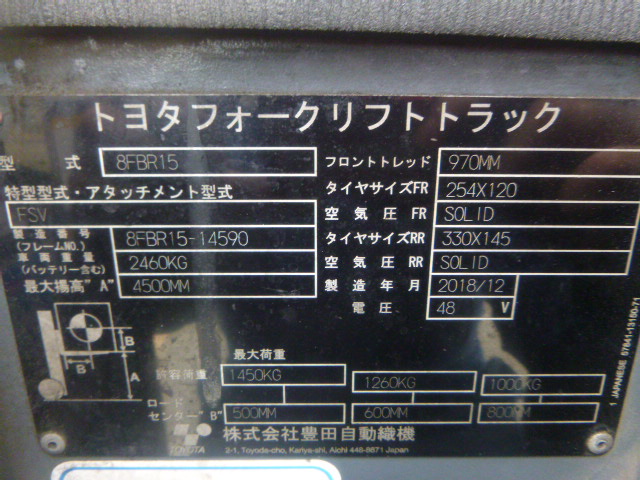 トヨタフォークリフトトラック
型 式 8FBR15 フロントトレッド 970MM
特型型式・アタッチメント型式 タイヤサイズFR 254X120
FSV 空気圧 FR SOLID
製造番号 (フレームNO.) 8FBR15-14590 タイヤサイズRR 330X145
車両重量 (バッテリー含む) 2460KG 空気圧 RR SOLID
最大揚高"A" 4500MM 製造年月 2018/12
電圧 48 V
B
B
A
最大荷重
許容荷重 1450KG 1260KG 1000KG
ロードセンター"B" 500MM 600MM 800MM
TOYOTA 株式会社豊田自動織機
2-1, Toyoda-cho, Kariya-shi, Aichi 448-8671 Japan
1 JAPANESE 57841-13180-71